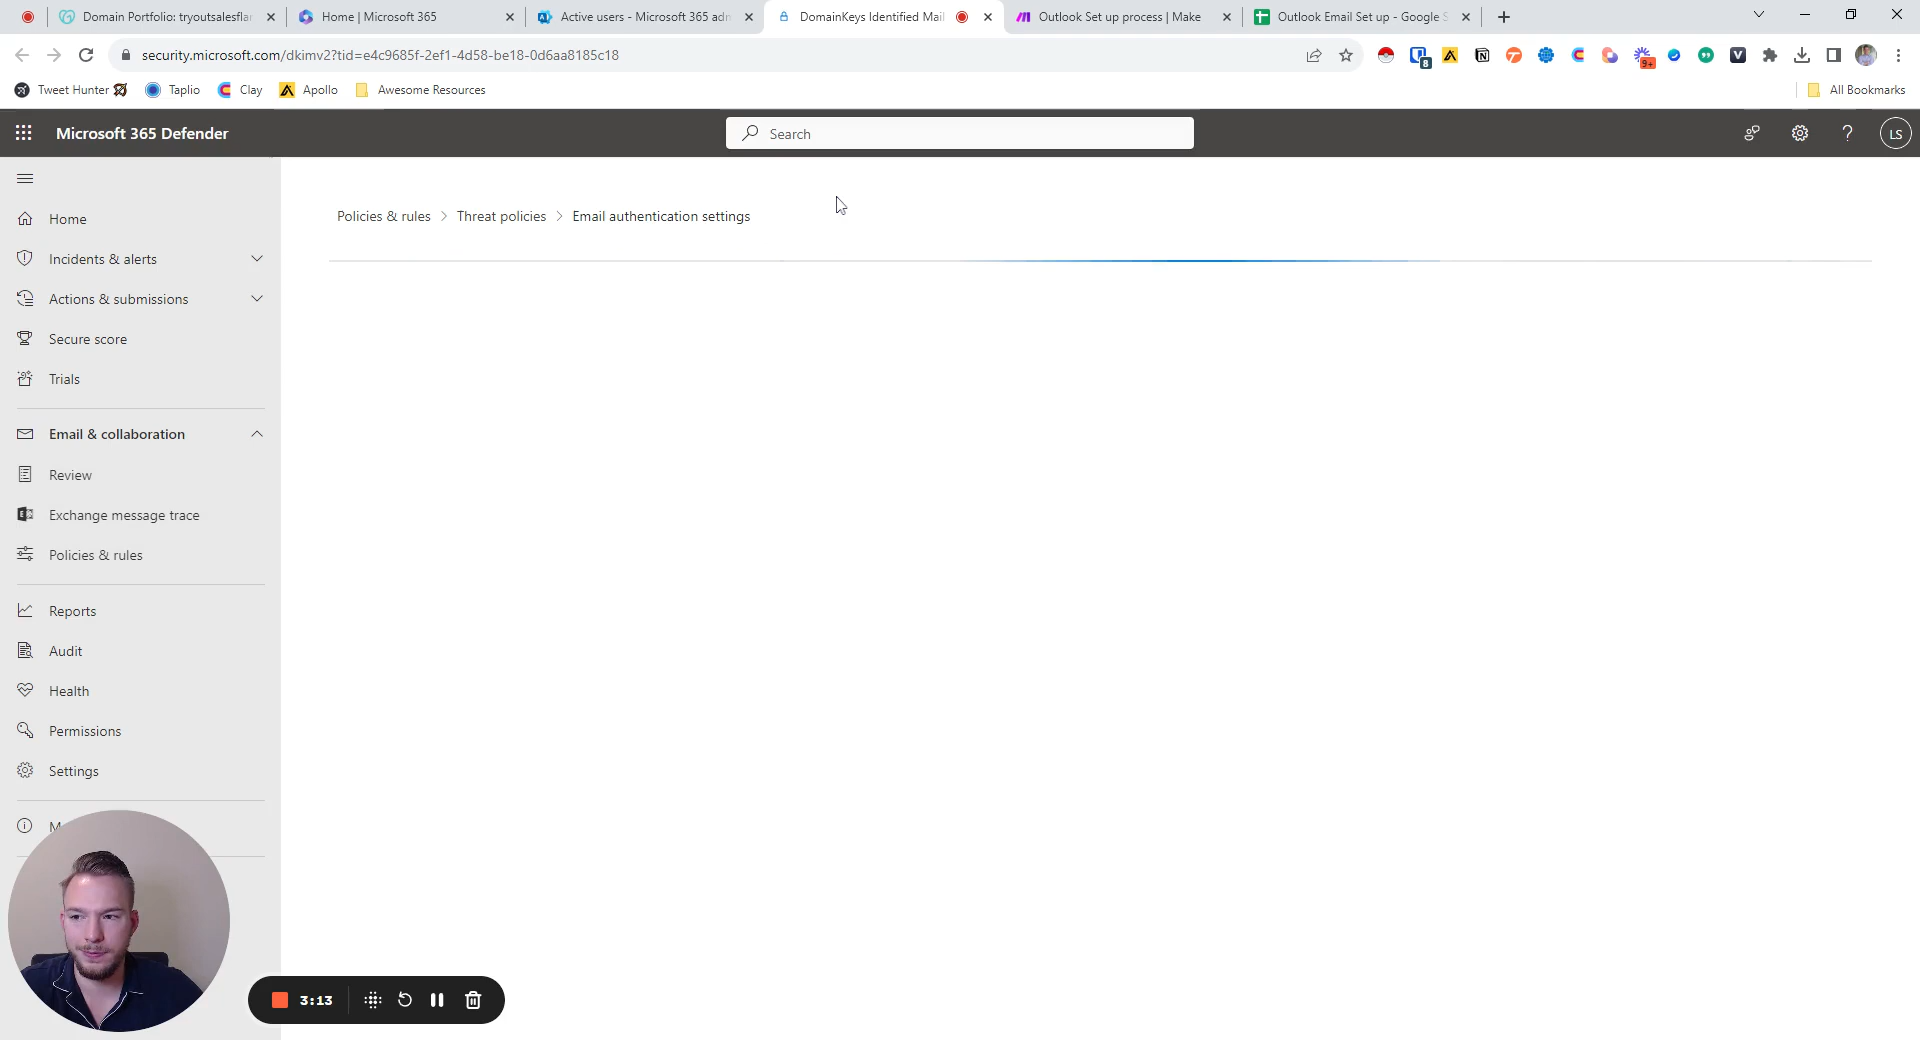 Domain Portfolio: tryoutsalesfla
Home | Microsoft 365
Active users - Microsoft 365 adm
DomainKeys Identified Mail
Outlook Set up process | Make
Outlook Email Set up - Google S
security.microsoft.com/dkimv2?tid=e4c9685f-2ef1-4d58-be18-0d6aa8185c18
8
9+
Tweet Hunter
Taplio
Clay
Apollo
Awesome Resources
All Bookmarks
Microsoft 365 Defender
Search
LS
Home
Incidents & alerts
Actions & submissions
Secure score
Trials
Email & collaboration
Review
Exchange message trace
Policies & rules
Reports
Audit
Health
Permissions
Settings
Policies & rules > Threat policies > Email authentication settings
3:13